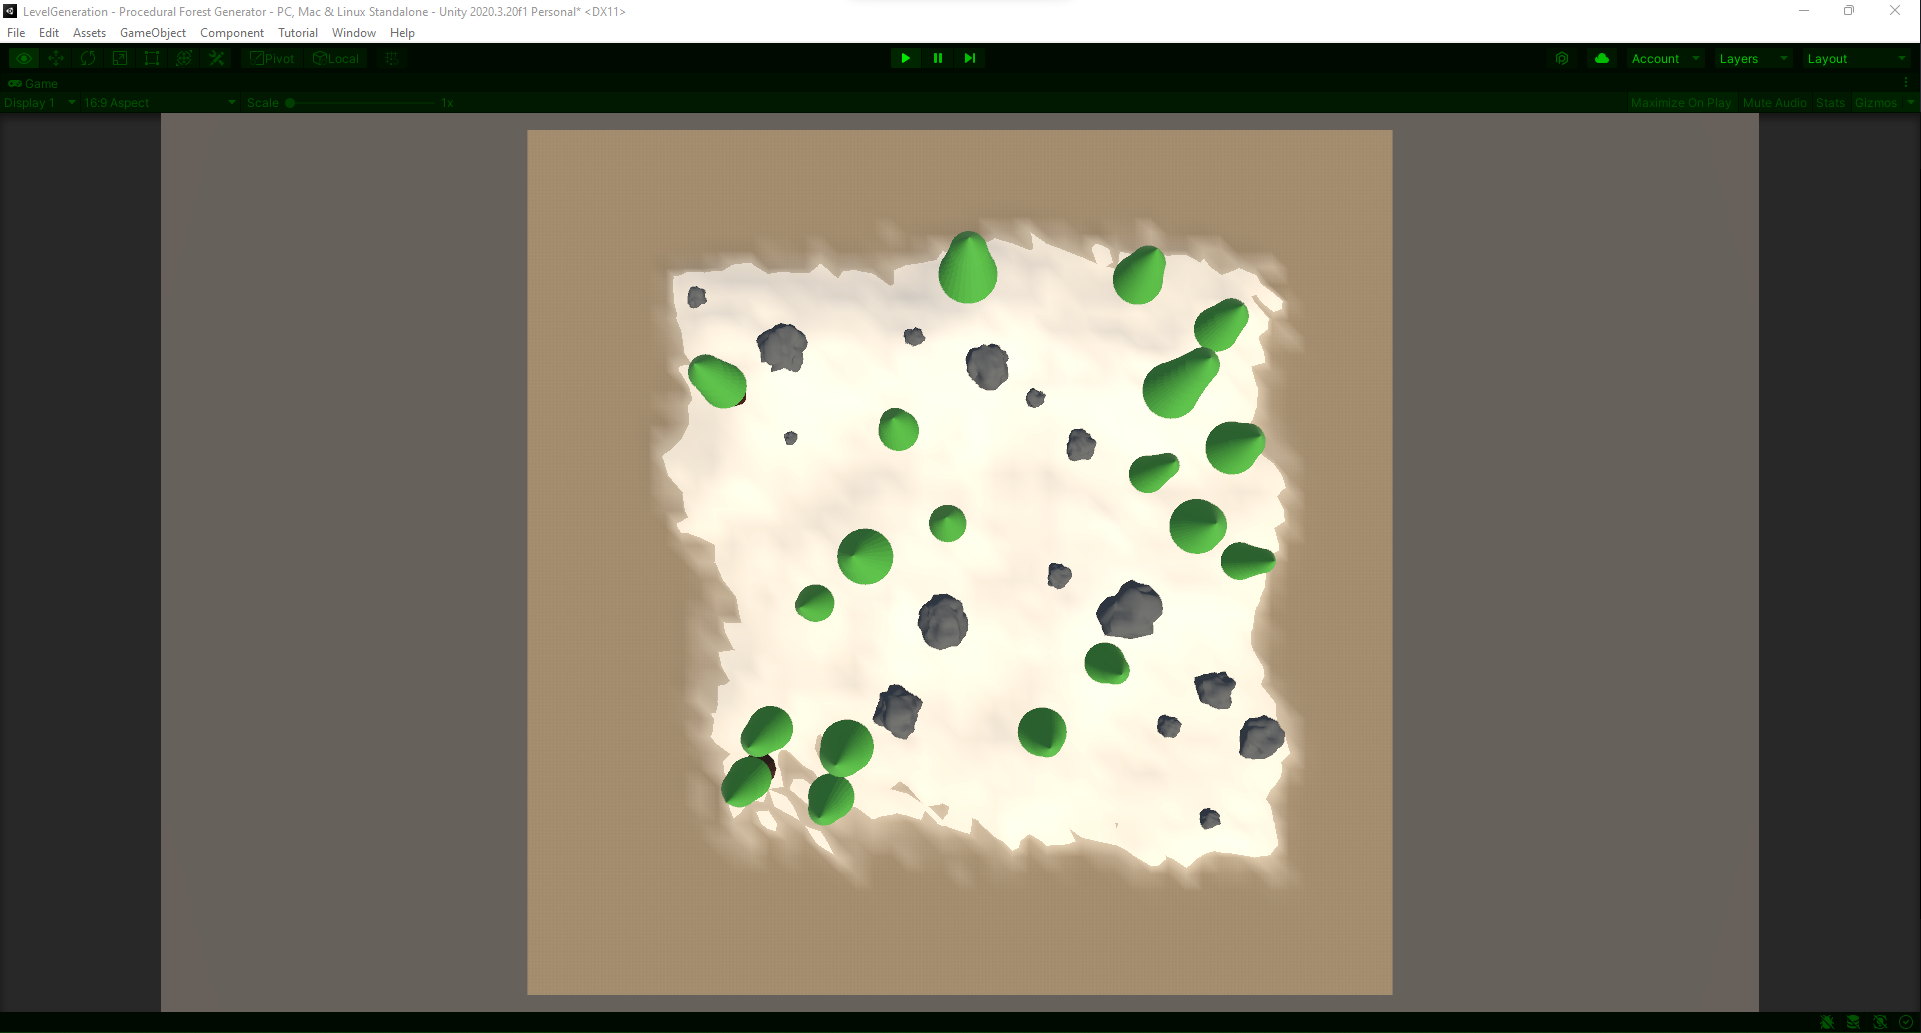 LevelGeneration - Procedural Forest Generator - PC, Mac & Linux Standalone - Unity 2020.3.20f1 Personal* <DX11>
File Edit Assets GameObject Component Tutorial Window Help
Pivot Local Account Layers Layout
Game
Display 1 16:9 Aspect Scale 1x Maximize On Play Mute Audio Stats Gizmos